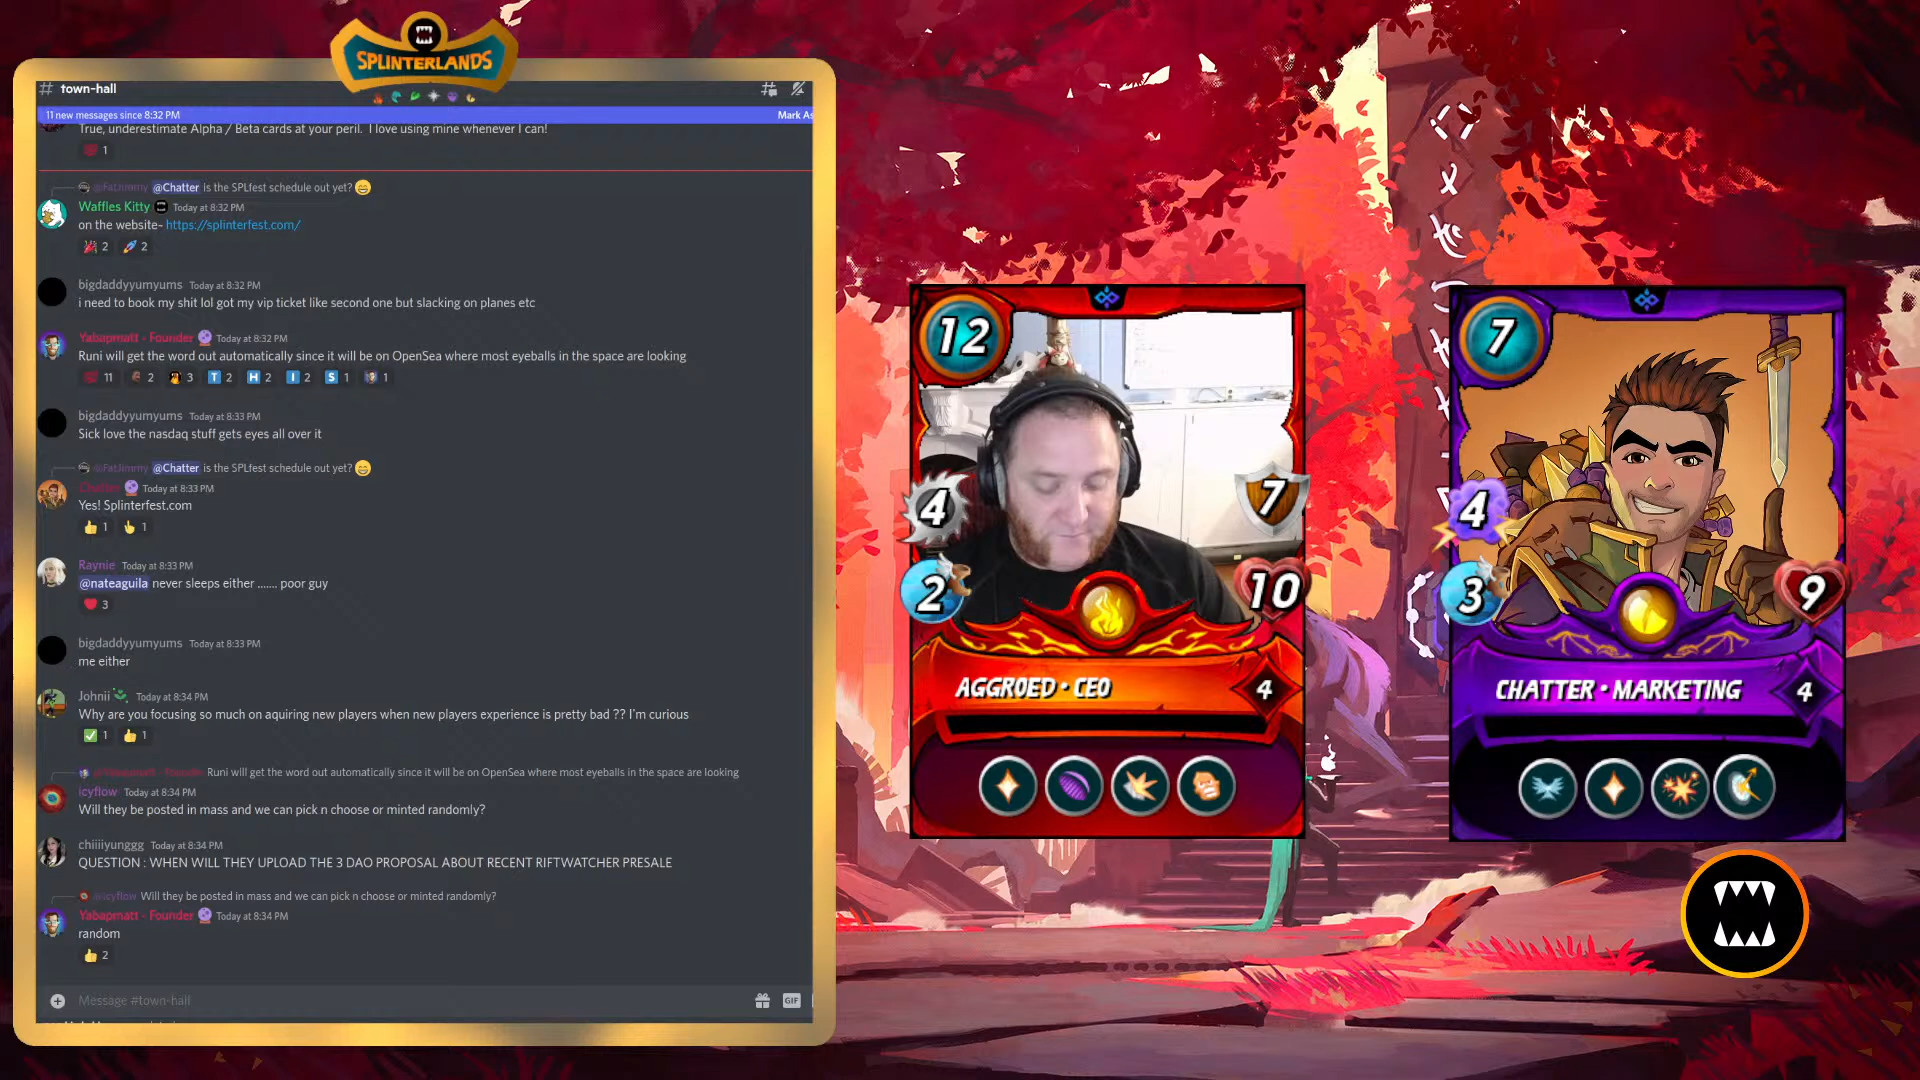 SPLINTERLANDS
# town-hall
11 new messages since 8:32 PM Mark As
True, underestimate Alpha / Beta cards at your peril. I love using mine whenever I can!
1
@FatJimmy @Chatter is the SPLfest schedule out yet?
Waffles Kitty Today at 8:32 PM
on the website- https://splinterfest.com/
2 2
bigdaddyyumyums Today at 8:32 PM
i need to book my shit lol got my vip ticket like second one but slacking on planes etc
Yabapmatt - Founder Today at 8:32 PM
Runi will get the word out automatically since it will be on OpenSea where most eyeballs in the space are looking
11 2 3 T 2 H 2 I 2 S 1 1
bigdaddyyumyums Today at 8:33 PM
Sick love the nasdaq stuff gets eyes all over it
@FatJimmy @Chatter is the SPLfest schedule out yet?
Chatter Today at 8:33 PM
Yes! Splinterfest.com
1 1
Raynie Today at 8:33 PM
@nateaguila never sleeps either ....... poor guy
3
bigdaddyyumyums Today at 8:33 PM
me either
Johnii Today at 8:34 PM
Why are you focusing so much on aquiring new players when new players experience is pretty bad ?? I'm curious
1 1
@Yabapmatt - Founder Runi will get the word out automatically since it will be on OpenSea where most eyeballs in the space are looking
icyflow Today at 8:34 PM
Will they be posted in mass and we can pick n choose or minted randomly?
chiiiiyunggg Today at 8:34 PM
QUESTION : WHEN WILL THEY UPLOAD THE 3 DAO PROPOSAL ABOUT RECENT RIFTWATCHER PRESALE
@icyflow Will they be posted in mass and we can pick n choose or minted randomly?
Yabapmatt - Founder Today at 8:34 PM
random
2
Message #town-hall
GIF
12
4
7
2
10
AGGROED • CEO
4
7
4
3
9
CHATTER • MARKETING
4